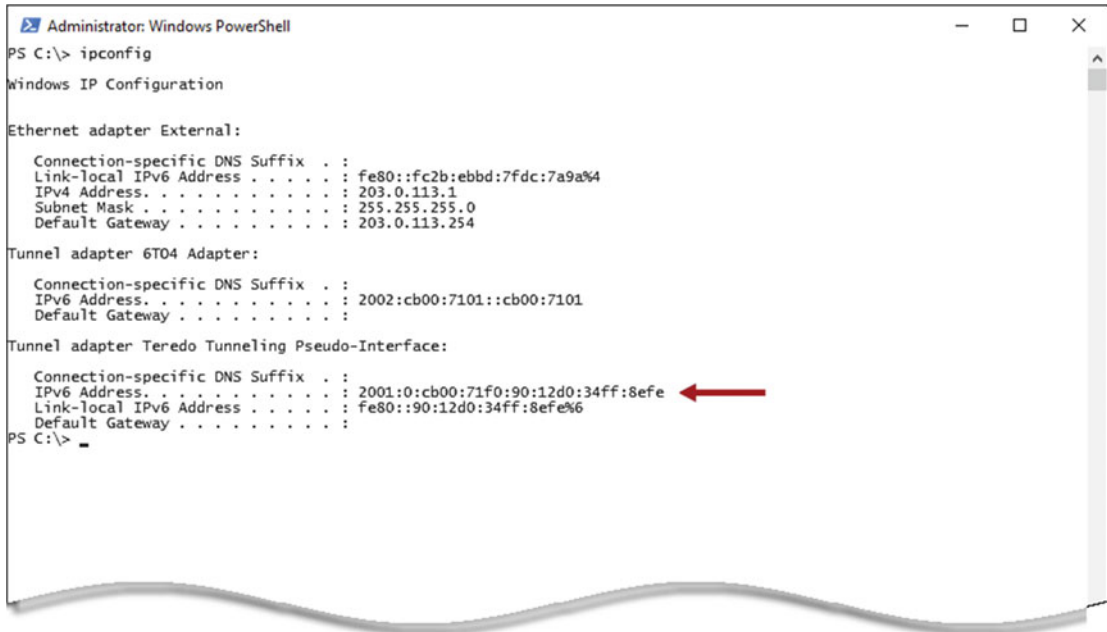 Administrator: Windows PowerShell
PS C:\> ipconfig
Windows IP Configuration
Ethernet adapter External:
Connection-specific DNS Suffix . :
Link-local IPv6 Address . . . . . : fe80::fc2b:ebbd:7fdc:7a9a%4
IPv4 Address. . . . . . . . . . . : 203.0.113.1
Subnet Mask . . . . . . . . . . . : 255.255.255.0
Default Gateway . . . . . . . . . : 203.0.113.254
Tunnel adapter 6TO4 Adapter:
Connection-specific DNS Suffix . :
IPv6 Address. . . . . . . . . . . : 2002:cb00:7101::cb00:7101
Default Gateway . . . . . . . . . :
Tunnel adapter Teredo Tunneling Pseudo-Interface:
Connection-specific DNS Suffix . :
IPv6 Address. . . . . . . . . . . : 2001:0:cb00:71f0:90:12d0:34ff:8efe
Link-local IPv6 Address . . . . . : fe80::90:12d0:34ff:8efe%6
Default Gateway . . . . . . . . . :
PS C:\> _